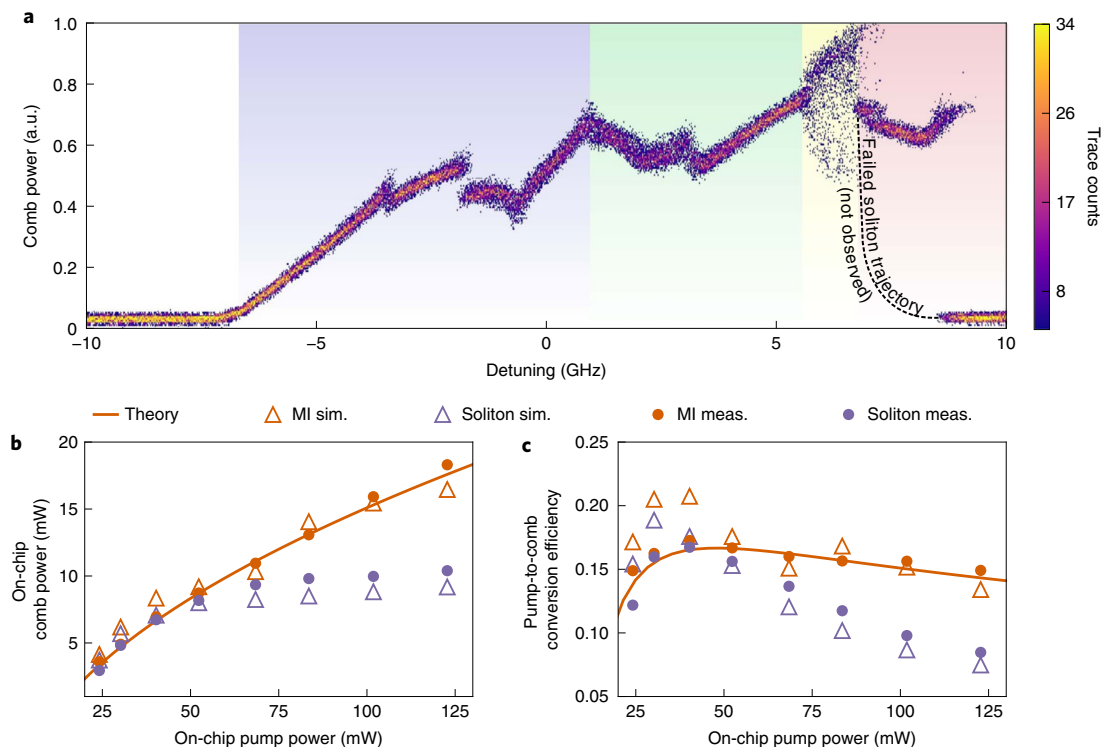 a
1.0
0.8
0.6
0.4
0.2
0
Comb power (a.u.)
–10
–5
0
5
10
Detuning (GHz)
Failed soliton trajectory
(not observed)
34
26
17
8
Trace counts
Theory
MI sim.
Soliton sim.
MI meas.
Soliton meas.
b
20
15
10
5
On-chip
comb power (mW)
25
50
75
100
125
On-chip pump power (mW)
c
0.25
0.20
0.15
0.10
0.05
Pump-to-comb
conversion efficiency
25
50
75
100
125
On-chip pump power (mW)